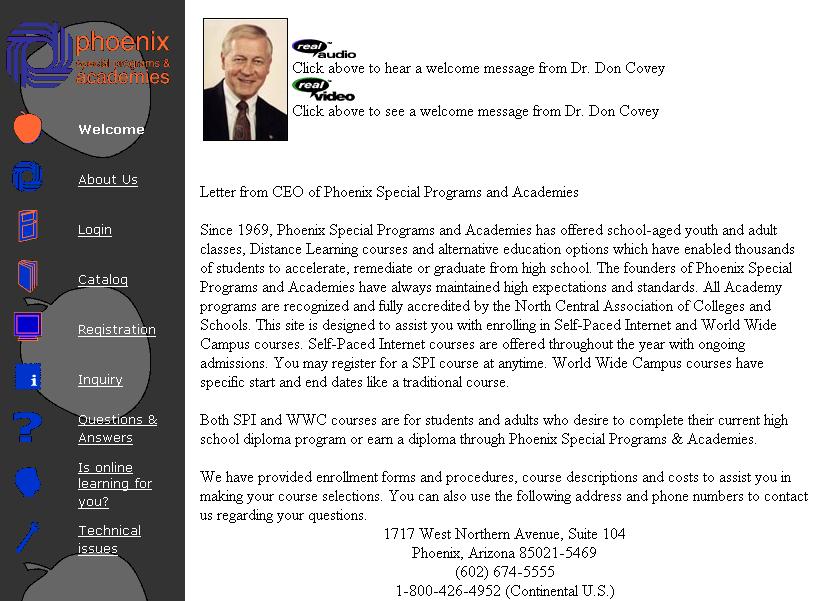 phoenix
special programs &
academies
Welcome
About Us
Login
Catalog
Registration
i
Inquiry
?
Questions &
Answers
Is online
learning for
you?
Technical
issues
real audio
Click above to hear a welcome message from Dr. Don Covey
real video
Click above to see a welcome message from Dr. Don Covey
Letter from CEO of Phoenix Special Programs and Academies
Since 1969, Phoenix Special Programs and Academies has offered school-aged youth and adult
classes, Distance Learning courses and alternative education options which have enabled thousands
of students to accelerate, remediate or graduate from high school. The founders of Phoenix Special
Programs and Academies have always maintained high expectations and standards. All Academy
programs are recognized and fully accredited by the North Central Association of Colleges and
Schools. This site is designed to assist you with enrolling in Self-Paced Internet and World Wide
Campus courses. Self-Paced Internet courses are offered throughout the year with ongoing
admissions. You may register for a SPI course at anytime. World Wide Campus courses have
specific start and end dates like a traditional course.
Both SPI and WWC courses are for students and adults who desire to complete their current high
school diploma program or earn a diploma through Phoenix Special Programs & Academies.
We have provided enrollment forms and procedures, course descriptions and costs to assist you in
making your course selections. You can also use the following address and phone numbers to contact
us regarding your questions.
1717 West Northern Avenue, Suite 104
Phoenix, Arizona 85021-5469
(602) 674-5555
1-800-426-4952 (Continental U.S.)